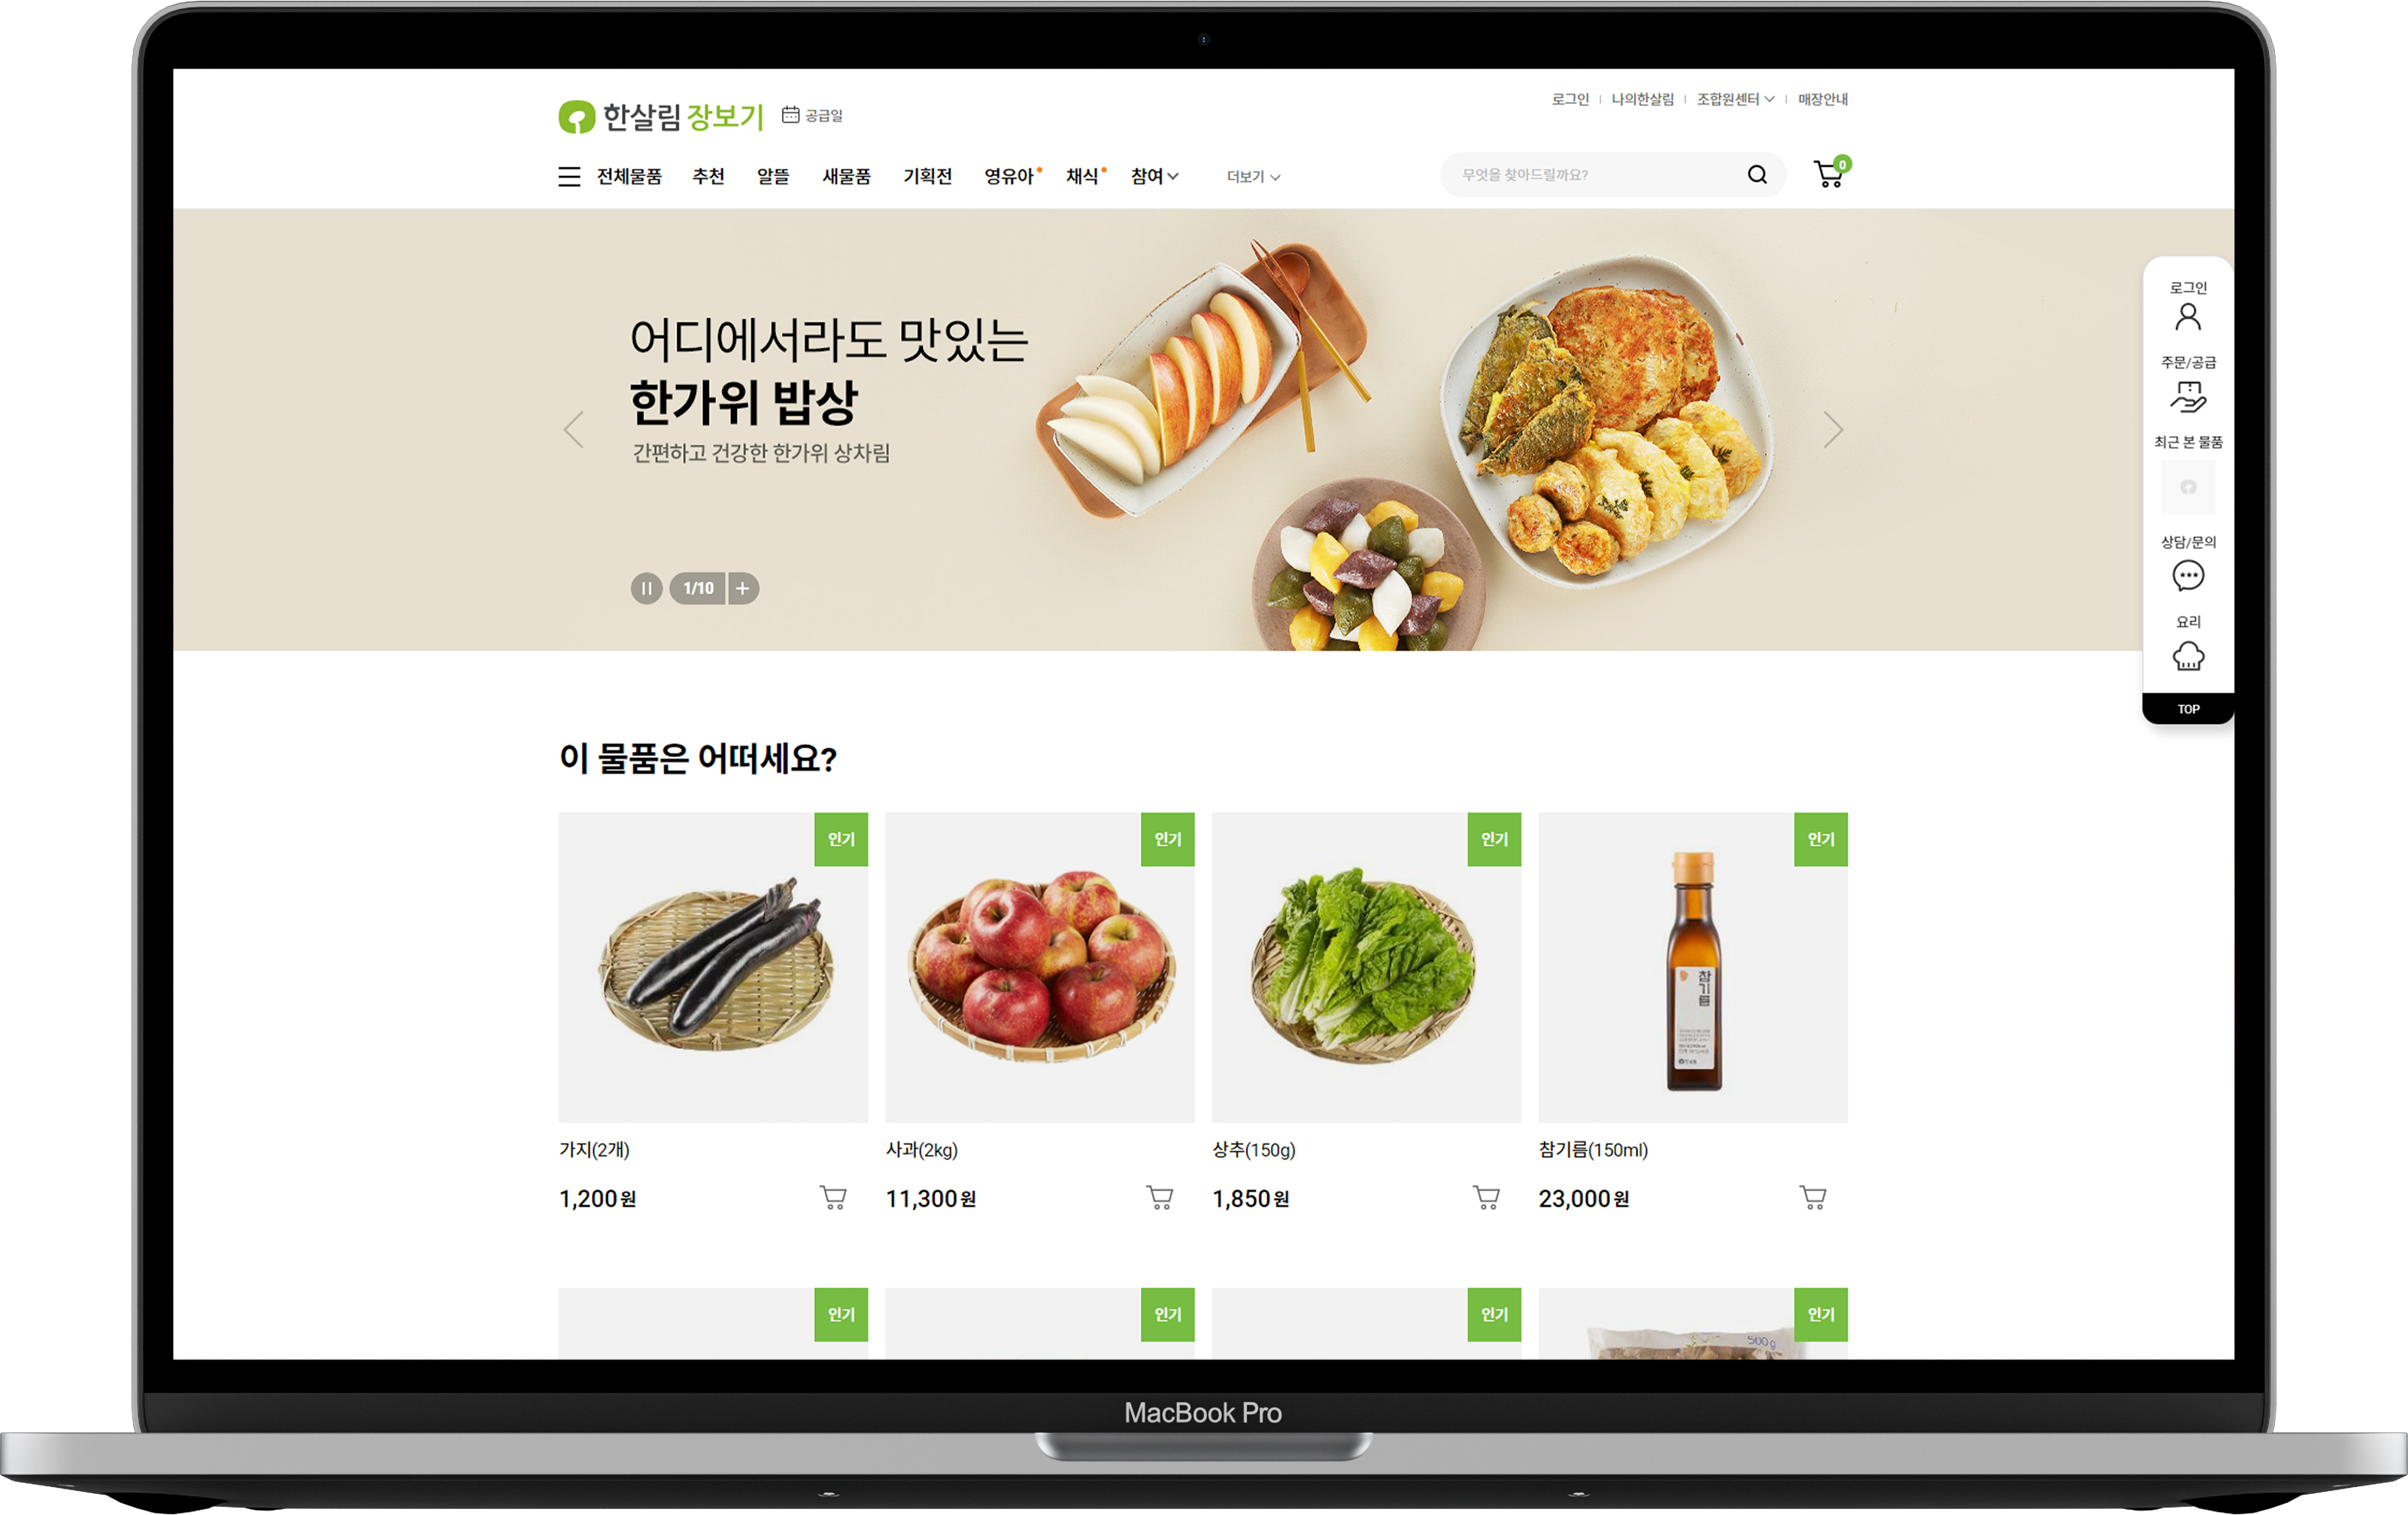 한살림 장보기 공급일
로그인 나의한살림 조합원센터 매장안내
전체물품 추천 알뜰 새물품 기획전 영유아 채식 참여 더보기 무엇을 찾아드릴까요? 0
어디에서라도 맛있는
한가위 밥상
간편하고 건강한 한가위 상차림
1/10 +
로그인
주문/공급
최근 본 물품
상담/문의
요리
TOP
이 물품은 어떠세요?
인기 인기 인기 인기
참기름
가지(2개) 사과(2kg) 상추(150g) 참기름(150ml)
1,200원 11,300원 1,850원 23,000원
인기 인기 인기 인기
500g
MacBook Pro